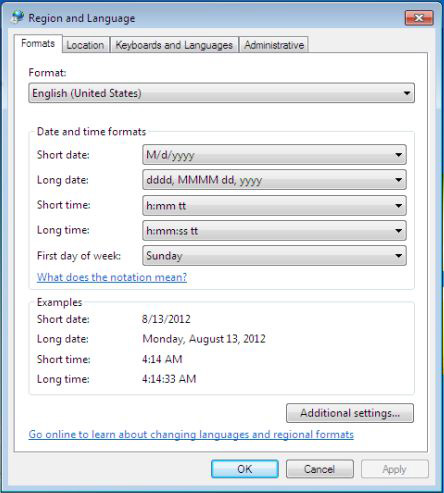 Region and Language
Formats Location Keyboards and Languages Administrative
Format:
English (United States)
Date and time formats
Short date: M/d/yyyy
Long date: dddd, MMMM dd, yyyy
Short time: h:mm tt
Long time: h:mm:ss tt
First day of week: Sunday
What does the notation mean?
Examples
Short date: 8/13/2012
Long date: Monday, August 13, 2012
Short time: 4:14 AM
Long time: 4:14:33 AM
Additional settings...
Go online to learn about changing languages and regional formats
OK Cancel Apply